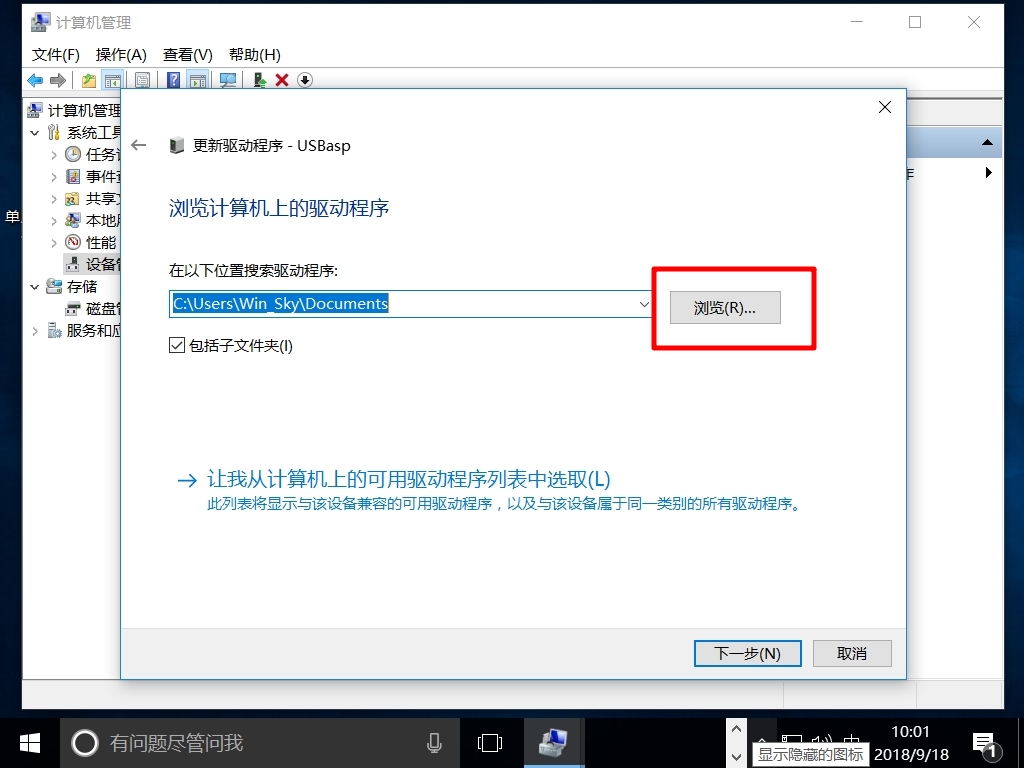 计算机管理
文件(F) 操作(A) 查看(V) 帮助(H)
计算机管理
系统工具
任务计
事件查
共享文
本地用
性能
设备管
存储
磁盘管
服务和应
单
作
更新驱动程序 - USBasp
浏览计算机上的驱动程序
在以下位置搜索驱动程序:
C:\Users\Win_Sky\Documents
浏览(R)...
包括子文件夹(I)
让我从计算机上的可用驱动程序列表中选取(L)
此列表将显示与该设备兼容的可用驱动程序，以及与该设备属于同一类别的所有驱动程序。
下一步(N) 取消
有问题尽管问我
中
显示隐藏的图标
10:01
2018/9/18
1